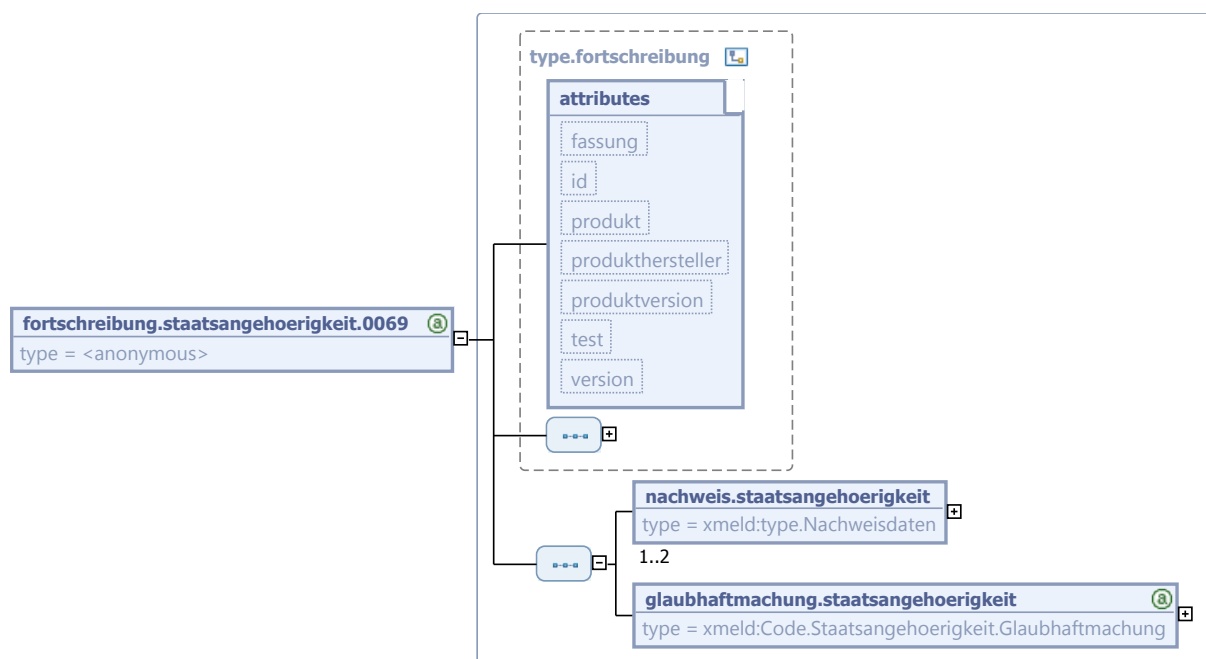 type.fortschreibung
attributes
fassung
id
produkt
produkthersteller
produktversion
test
version
fortschreibung.staatsangehoerigkeit.0069 a
type = <anonymous>
nachweis.staatsangehoerigkeit
type = xmeld:type.Nachweisdaten
1..2
glaubhaftmachung.staatsangehoerigkeit a
type = xmeld:Code.Staatsangehoerigkeit.Glaubhaftmachung